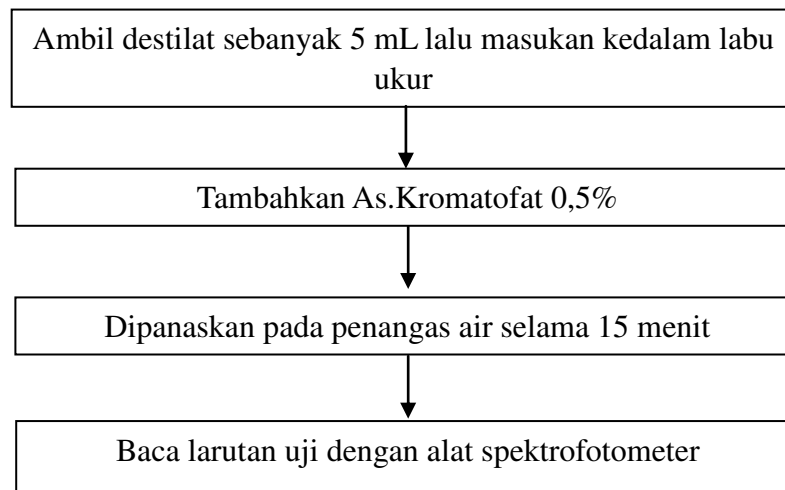 Ambil destilat sebanyak 5 mL lalu masukan kedalam labu
ukur
Tambahkan As.Kromatofat 0,5%
Dipanaskan pada penangas air selama 15 menit
Baca larutan uji dengan alat spektrofotometer